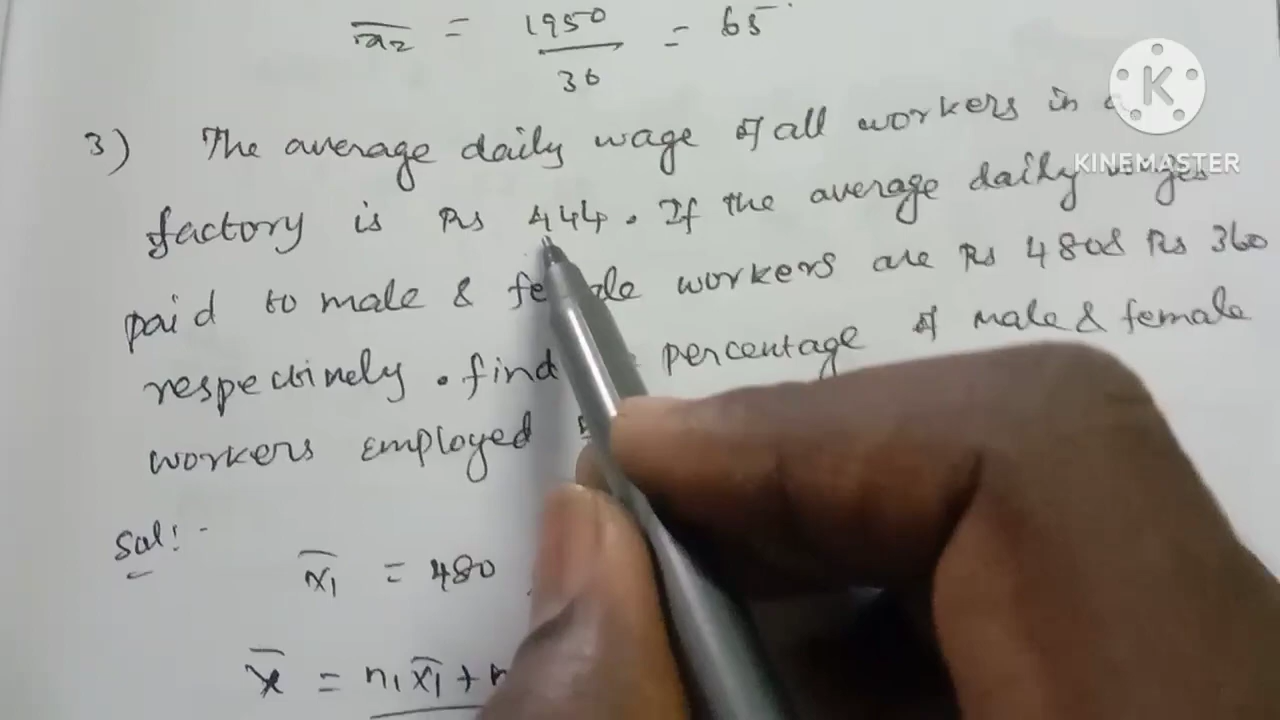 x̄2 = 1950/30 = 65
3) The average daily wage of all workers in a
KINEMASTER
factory is Rs 444. If the average daily wages
paid to male & female workers are Rs 480 & Rs 360
respectively. find percentage of male & female
workers employed
Sol:-
x̄1 = 480
x̄ = n1x̄1 +